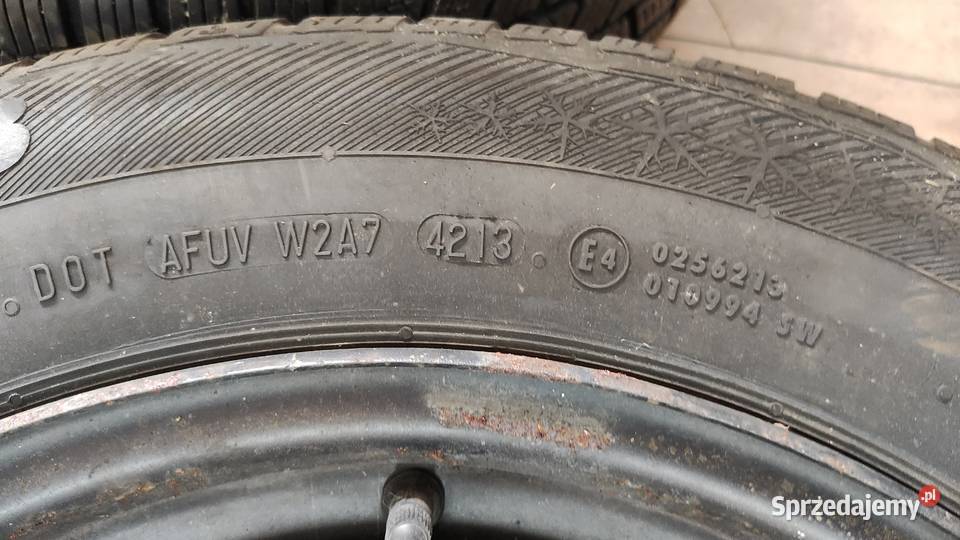 DOT AFUV W2A7 4213 E4 0256213
010994 SW
Sprzedajemy.pl